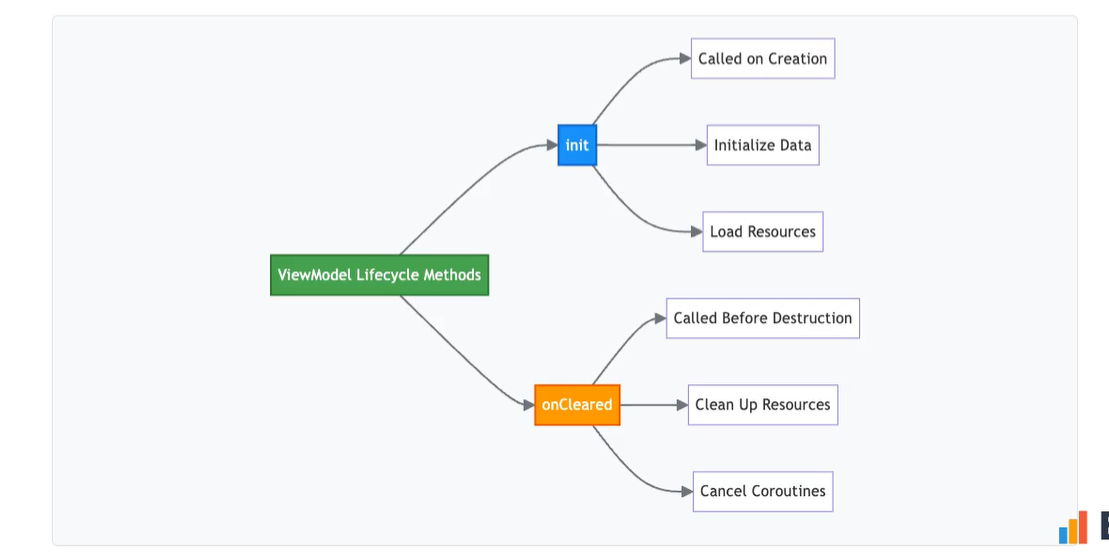 Called on Creation
init
Initialize Data
Load Resources
ViewModel Lifecycle Methods
Called Before Destruction
onCleared
Clean Up Resources
Cancel Coroutines